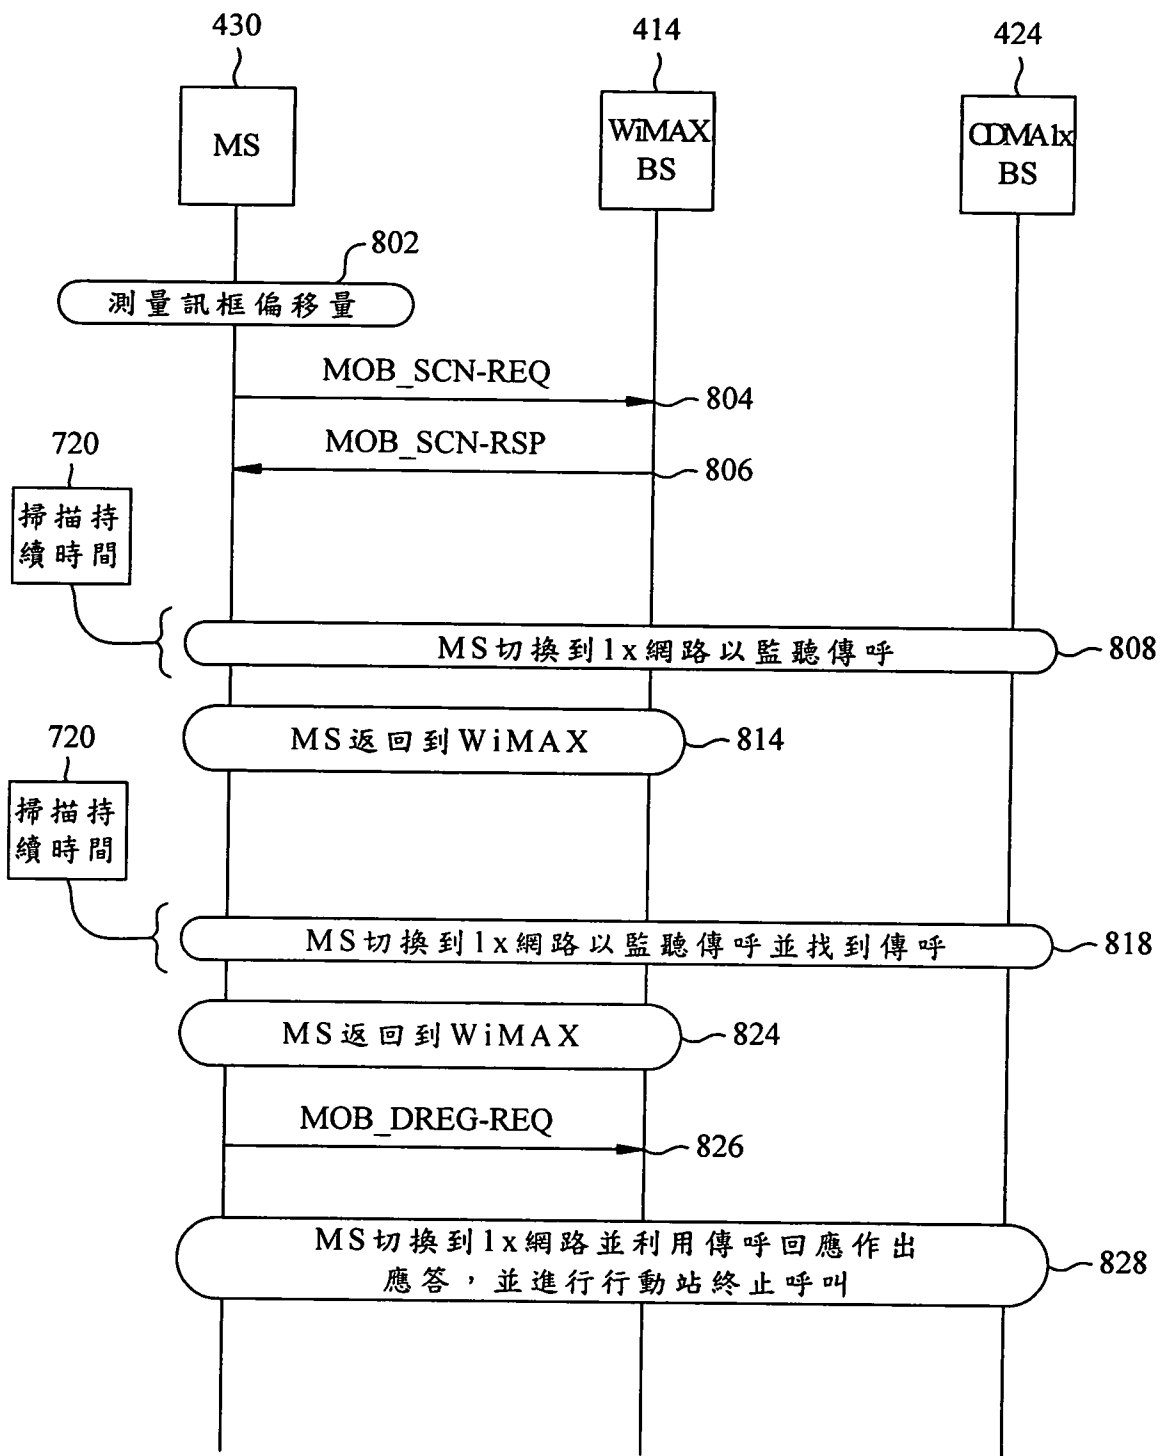 430
414
424
MS
WiMAX
BS
CDMA1x
BS
802
測量訊框偏移量
MOB_SCN-REQ
804
MOB_SCN-RSP
806
720
掃描持
續時間
MS切換到1x網路以監聽傳呼
808
MS返回到WiMAX
814
720
掃描持
續時間
MS切換到1x網路以監聽傳呼並找到傳呼
818
MS返回到WiMAX
824
MOB_DREG-REQ
826
MS切換到1x網路並利用傳呼回應作出
應答,並進行行動站終止呼叫
828